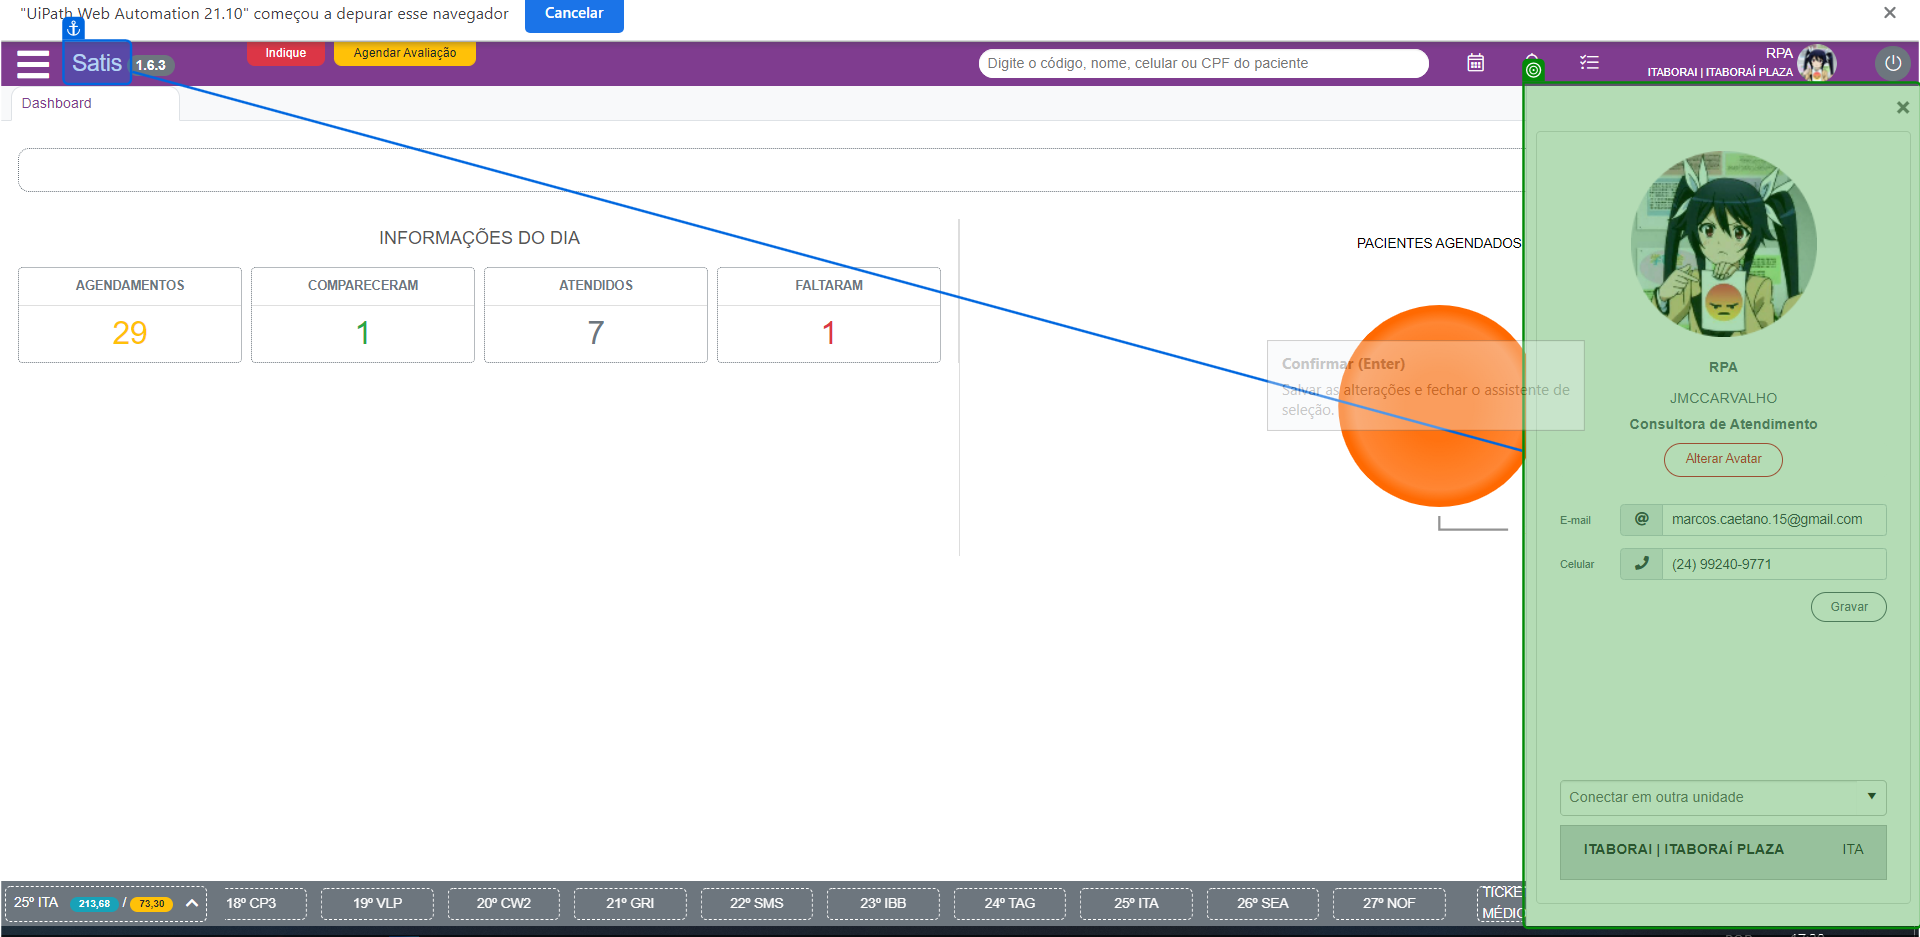 "UiPath Web Automation 21.10" começou a depurar esse navegador
Cancelar
Satis 1.6.3
Indique
Agendar Avaliação
Digite o código, nome, celular ou CPF do paciente
RPA
ITABORAI | ITABORAÍ PLAZA
Dashboard
INFORMAÇÕES DO DIA
AGENDAMENTOS
29
COMPARECERAM
1
ATENDIDOS
7
FALTARAM
1
PACIENTES AGENDADOS
Confirmar (Enter)
Salvar as alterações e fechar o assistente de
seleção.
RPA
JMCCARVALHO
Consultora de Atendimento
Alterar Avatar
E-mail
@
marcos.caetano.15@gmail.com
Celular
(24) 99240-9771
Gravar
Conectar em outra unidade
ITABORAI | ITABORAÍ PLAZA ITA
25º ITA 213,68 / 73,30
18º CP3
19º VLP
20º CW2
21º GRI
22º SMS
23º IBB
24º TAG
25º ITA
26º SEA
27º NOF